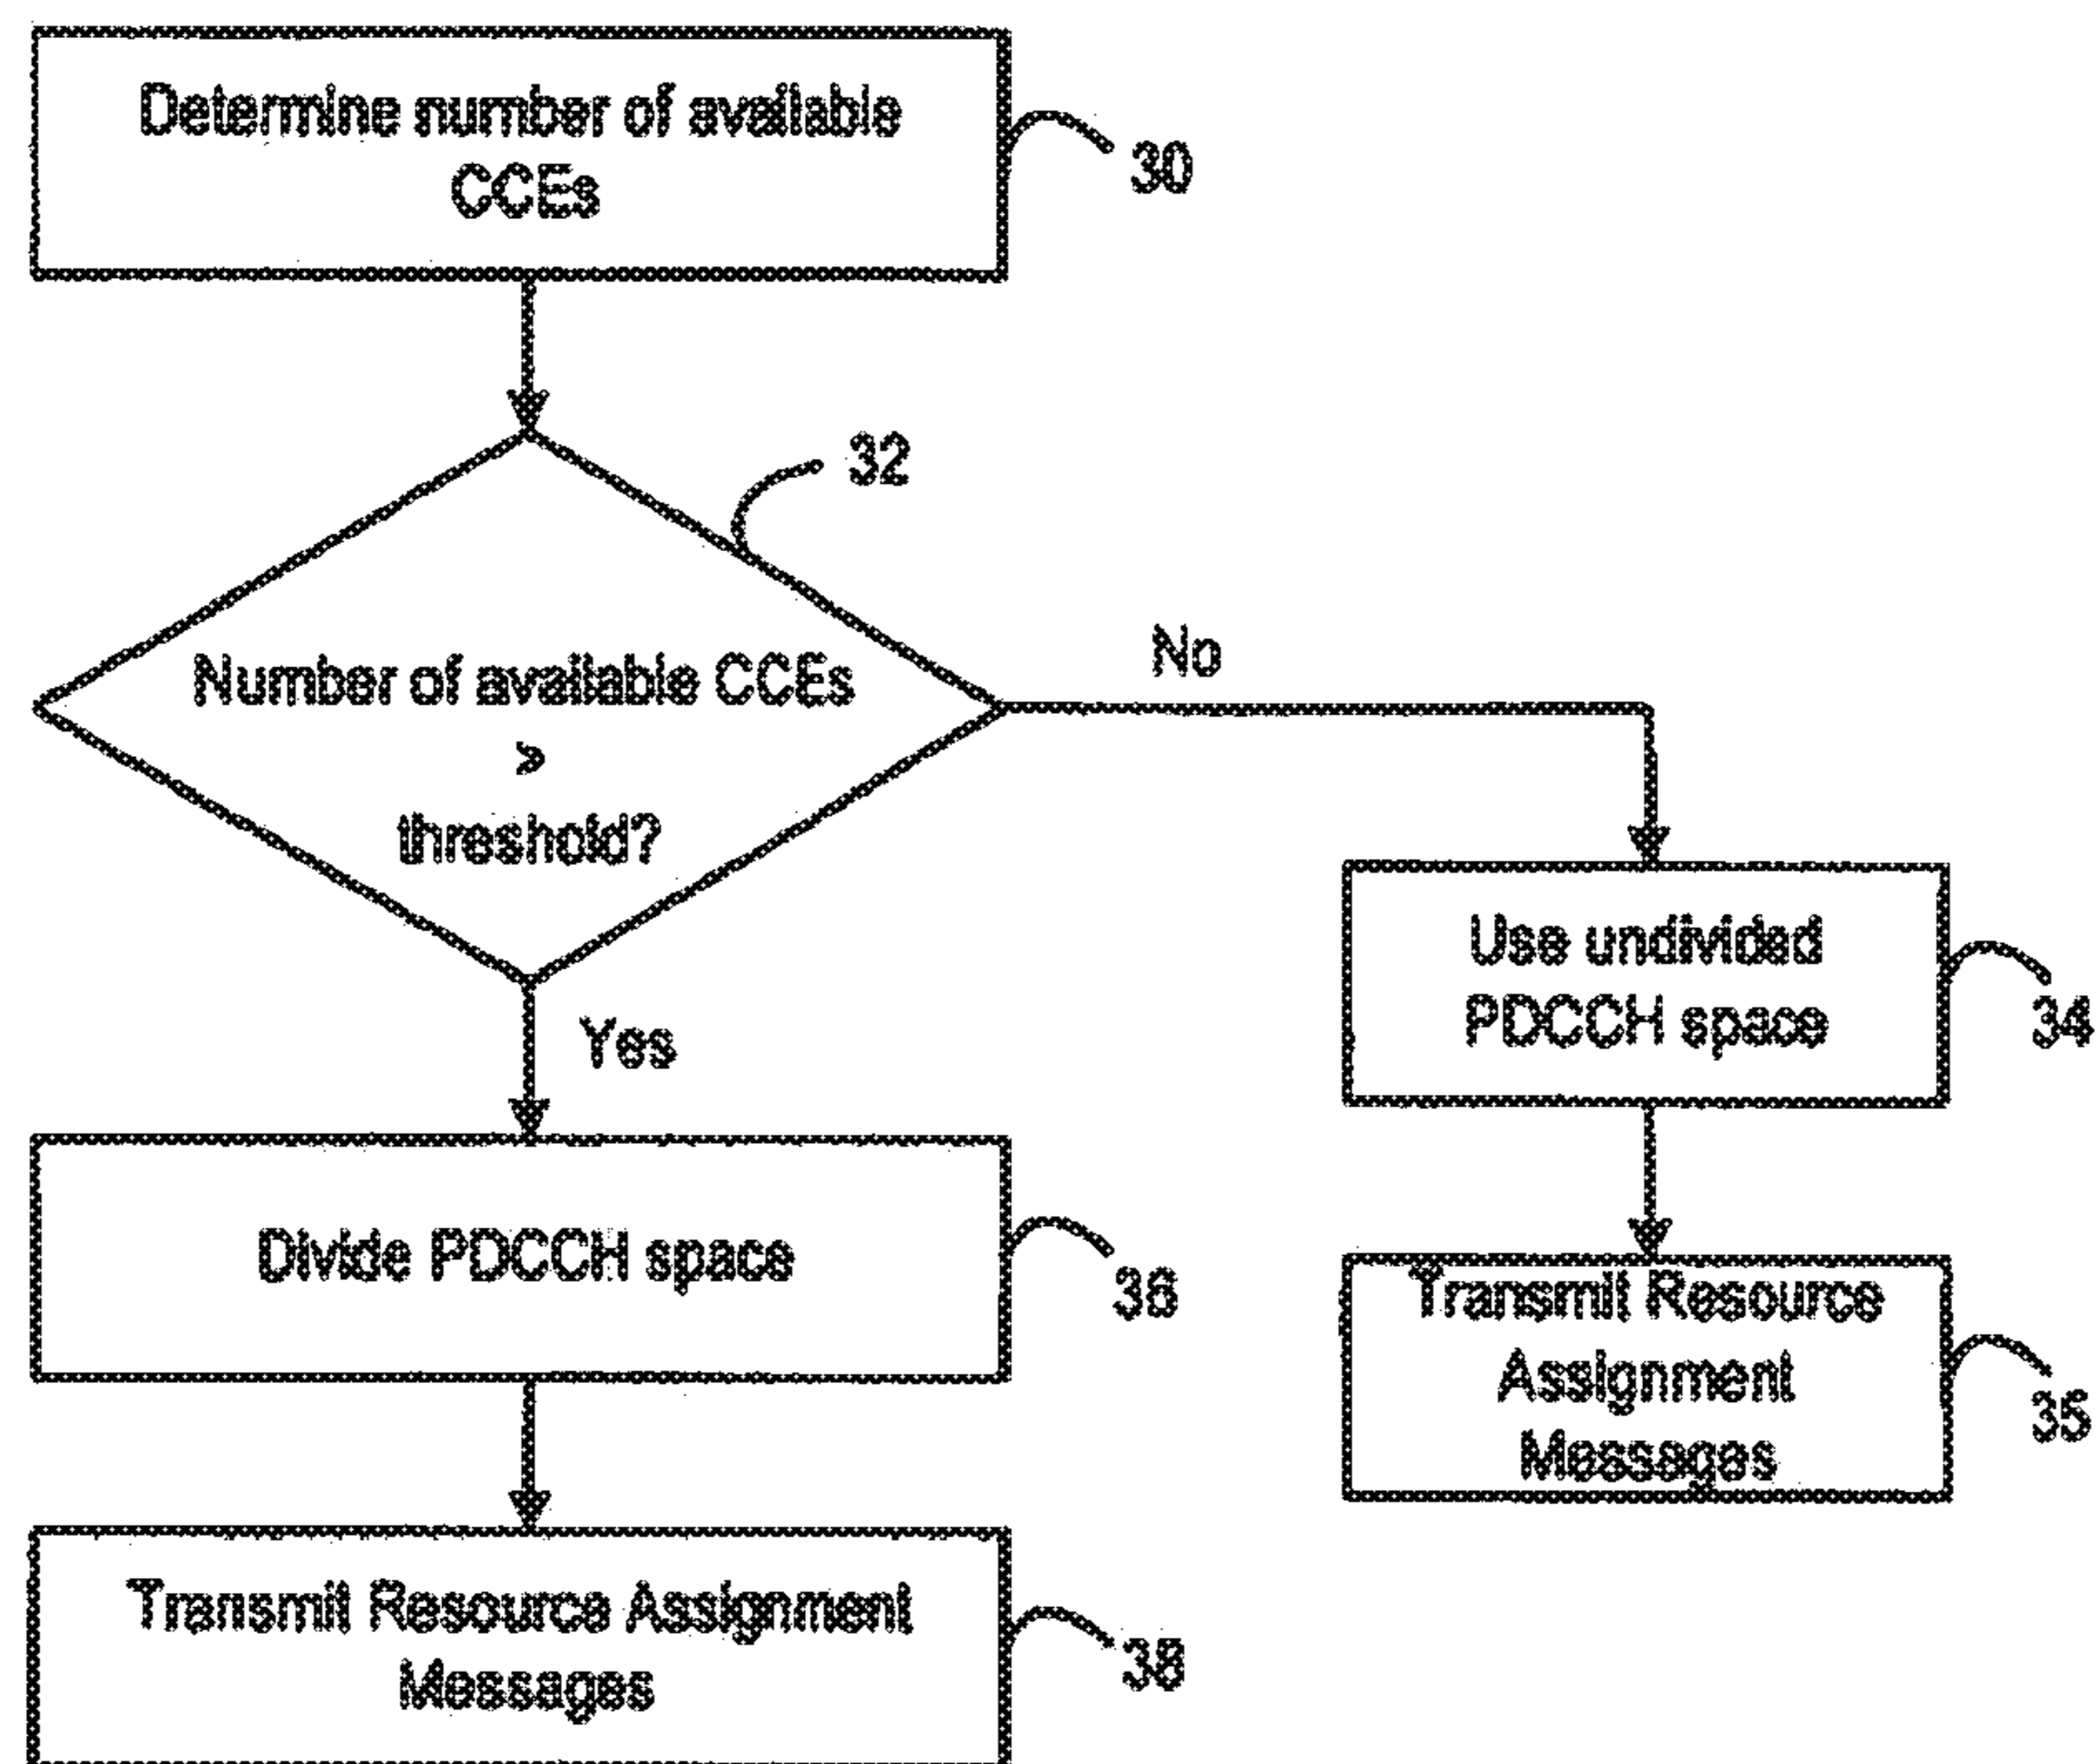 Determine number of available
CCEs
30
32
Number of available CCEs
>
threshold?
No
Yes
Use undivided
PDCCH space
34
Divide PDCCH space
36
Transmit Resource
Assignment
Messages
35
Transmit Resource Assignment
Messages
38